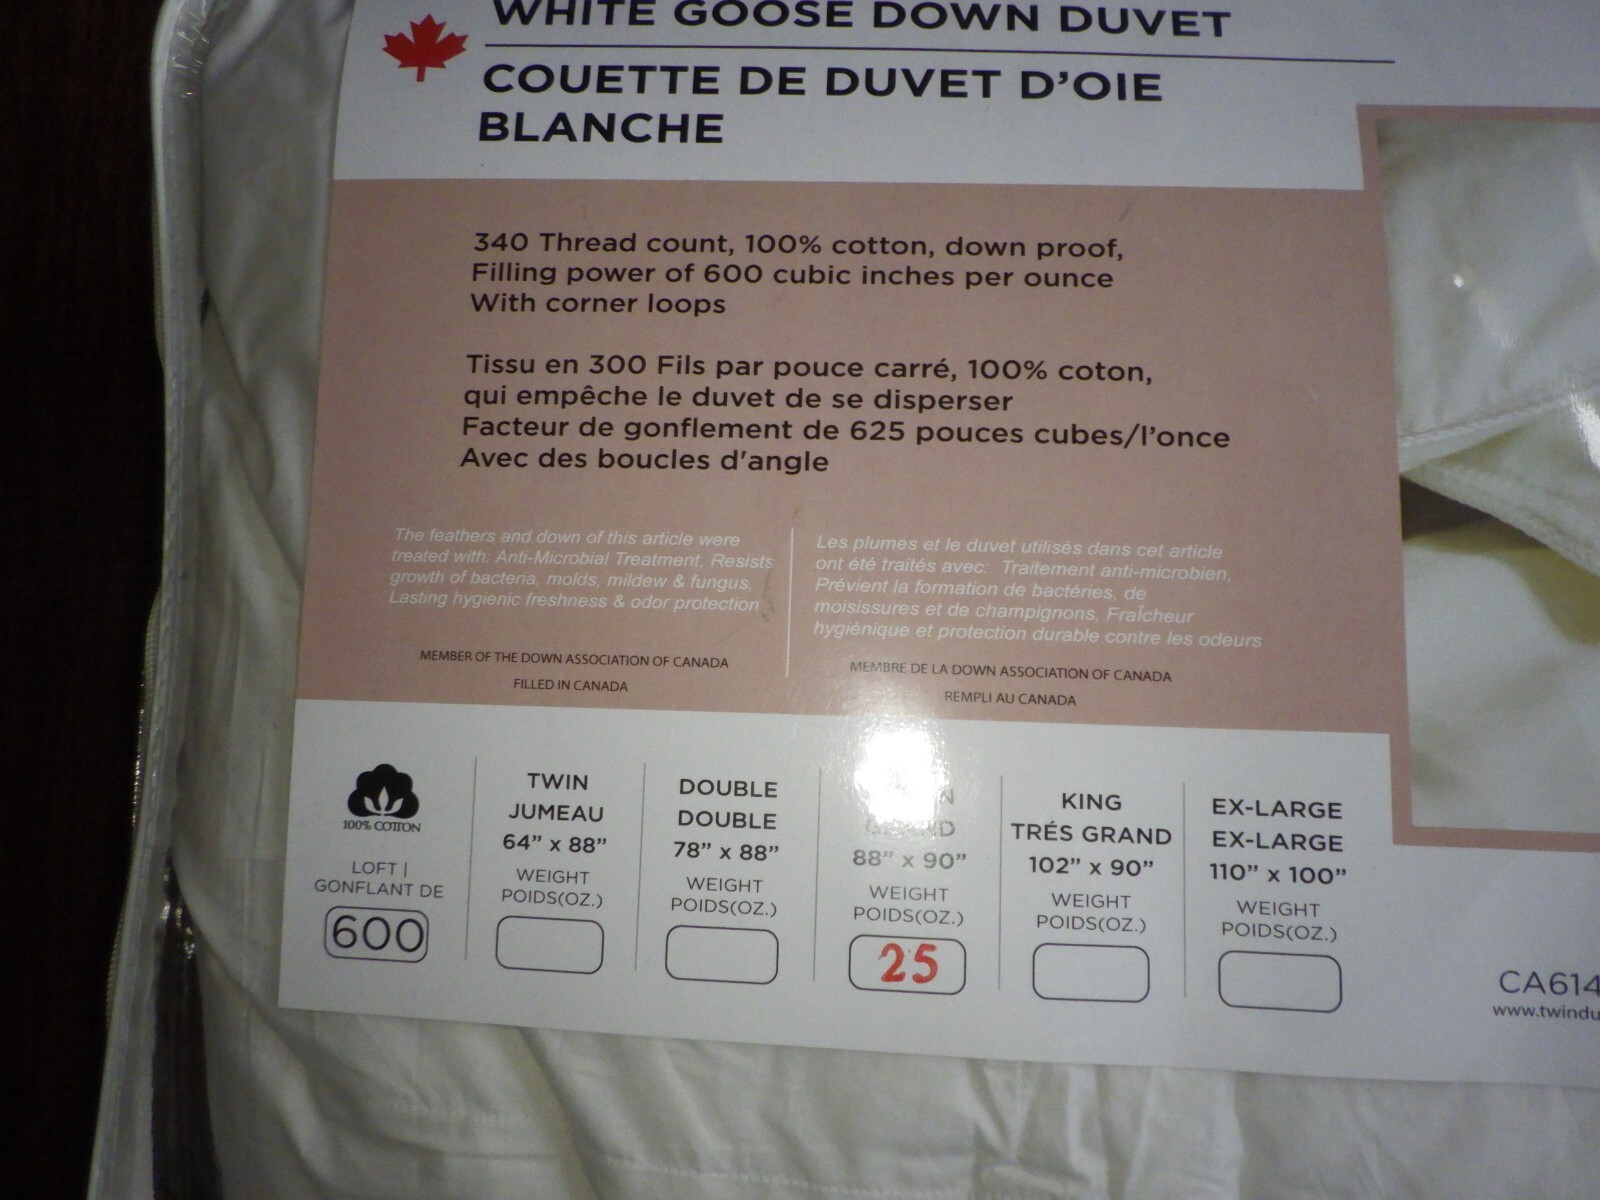 WHITE GOOSE DOWN DUVET
COUETTE DE DUVET D'OIE
BLANCHE
340 Thread count, 100% cotton, down proof,
Filling power of 600 cubic inches per ounce
With corner loops
Tissu en 300 Fils par pouce carré, 100% coton,
qui empêche le duvet de se disperser
Facteur de gonflement de 625 pouces cubes/l'once
Avec des boucles d'angle
The feathers and down of this article were
treated with: Anti-Microbial Treatment, Resists
growth of bacteria, molds, mildew & fungus,
Lasting hygienic freshness & odor protection
MEMBER OF THE DOWN ASSOCIATION OF CANADA
FILLED IN CANADA
Les plumes et le duvet utilisés dans cet article
ont été traités avec: Traitement anti-microbien,
Prévient la formation de bactéries, de
moisissures et de champignons, Fraîcheur
hygiénique et protection durable contre les odeurs
MEMBRE DE LA DOWN ASSOCIATION OF CANADA
REMPLI AU CANADA
100% COTTON
LOFT |
GONFLANT DE
600
TWIN
JUMEAU
64" x 88"
WEIGHT
POIDS(OZ.)
DOUBLE
DOUBLE
78" x 88"
WEIGHT
POIDS(OZ.)
88" x 90"
WEIGHT
POIDS(OZ.)
25
KING
TRÉS GRAND
102" x 90"
WEIGHT
POIDS(OZ.)
EX-LARGE
EX-LARGE
110" x 100"
WEIGHT
POIDS(OZ.)
CA614
www.twindu